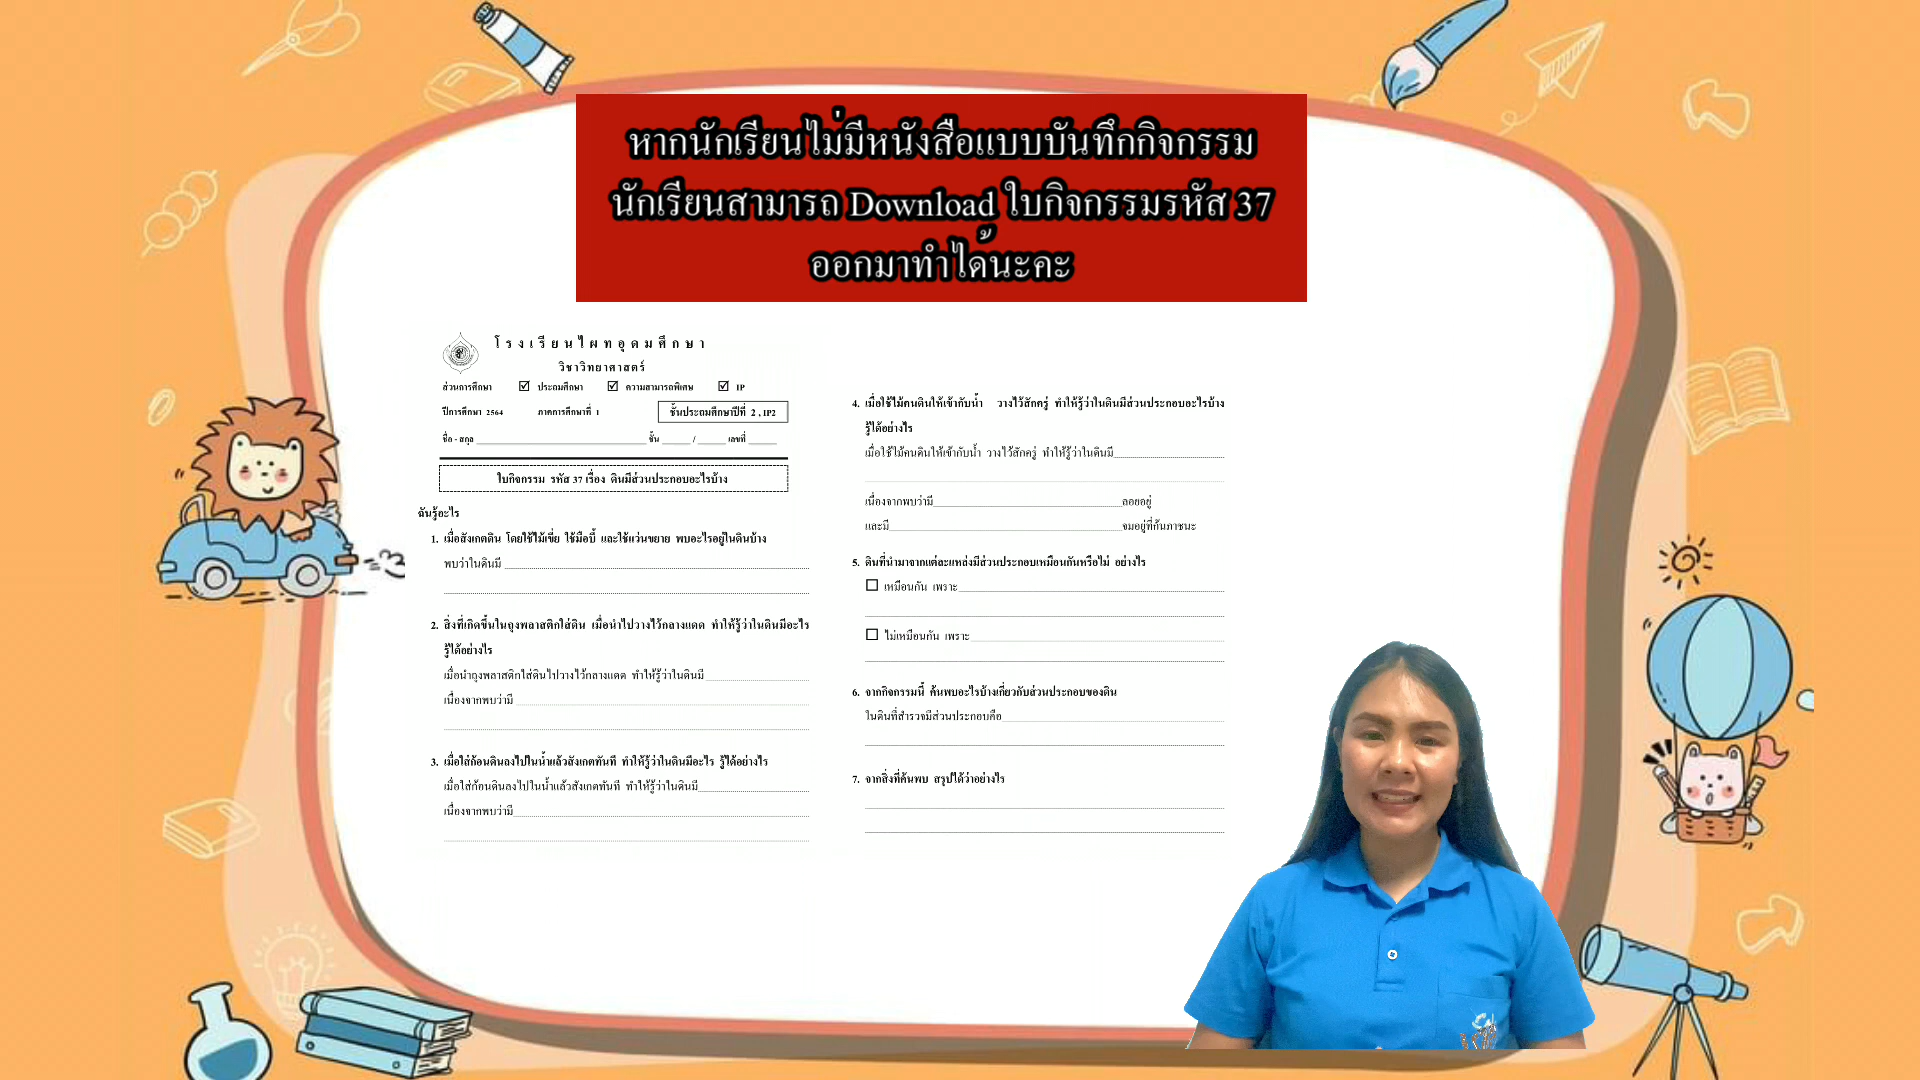 หากนักเรียนไม่มีหนังสือแบบบันทึกกิจกรรม
นักเรียนสามารถ Download ใบกิจกรรมรหัส 37
ออกมาทำได้นะคะ
โรงเรียนไผทอุดมศึกษา
วิชาวิทยาศาสตร์
ส่วนการศึกษา ☑ ประถมศึกษา ☑ ความสามารถพิเศษ ☑ IP
ปีการศึกษา 2564 ภาคการศึกษาที่ 1 ชั้นประถมศึกษาปีที่ 2 , IP2
ชื่อ - สกุล ชั้น / เลขที่
ใบกิจกรรม รหัส 37 เรื่อง ดินมีส่วนประกอบอะไรบ้าง
ฉันรู้อะไร
1. เมื่อสังเกตดิน โดยใช้ไม้เขี่ย ใช้มือบี้ และใช้แว่นขยาย พบอะไรอยู่ในดินบ้าง
พบว่าในดินมี
2. สิ่งที่เกิดขึ้นในถุงพลาสติกใส่ดิน เมื่อนำไปวางไว้กลางแดด ทำให้รู้ว่าในดินมีอะไร
รู้ได้อย่างไร
เมื่อนำถุงพลาสติกใส่ดินไปวางไว้กลางแดด ทำให้รู้ว่าในดินมี
เนื่องจากพบว่ามี
3. เมื่อใส่ก้อนดินลงไปในน้ำแล้วสังเกตทันที ทำให้รู้ว่าในดินมีอะไร รู้ได้อย่างไร
เมื่อใส่ก้อนดินลงไปในน้ำแล้วสังเกตทันที ทำให้รู้ว่าในดินมี
เนื่องจากพบว่ามี
4. เมื่อใช้ไม้คนดินให้เข้ากับน้ำ วางไว้สักครู่ ทำให้รู้ว่าในดินมีส่วนประกอบอะไรบ้าง
รู้ได้อย่างไร
เมื่อใช้ไม้คนดินให้เข้ากับน้ำ วางไว้สักครู่ ทำให้รู้ว่าในดินมี
เนื่องจากพบว่ามี ลอยอยู่
และมี จมอยู่ที่ก้นภาชนะ
5. ดินที่นำมาจากแต่ละแหล่งมีส่วนประกอบเหมือนกันหรือไม่ อย่างไร
☐ เหมือนกัน เพราะ
☐ ไม่เหมือนกัน เพราะ
6. จากกิจกรรมนี้ ค้นพบอะไรบ้างเกี่ยวกับส่วนประกอบของดิน
ในดินที่สำรวจมีส่วนประกอบคือ
7. จากสิ่งที่ค้นพบ สรุปได้ว่าอย่างไร